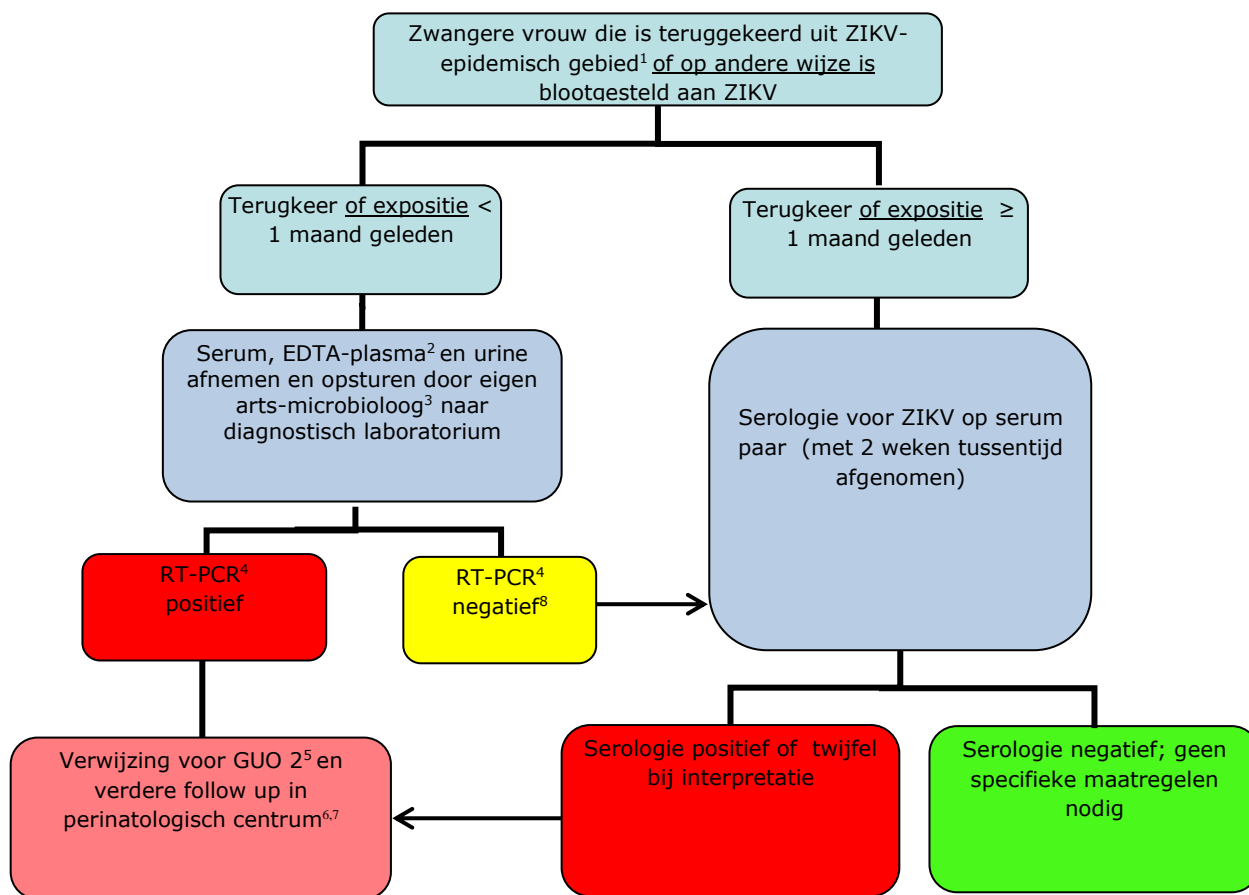 Zwangere vrouw die is teruggekeerd uit ZIKV-
epidemisch gebied¹ of op andere wijze is
blootgesteld aan ZIKV
Terugkeer of expositie <
1 maand geleden
Terugkeer of expositie ≥
1 maand geleden
Serum, EDTA-plasma² en urine
afnemen en opsturen door eigen
arts-microbioloog³ naar
diagnostisch laboratorium
Serologie voor ZIKV op serum
paar (met 2 weken tussentijd
afgenomen)
RT-PCR⁴
positief
RT-PCR⁴
negatief⁸
Verwijzing voor GUO 2⁵ en
verdere follow up in
perinatologisch centrum⁶,⁷
Serologie positief of twijfel
bij interpretatie
Serologie negatief; geen
specifieke maatregelen
nodig